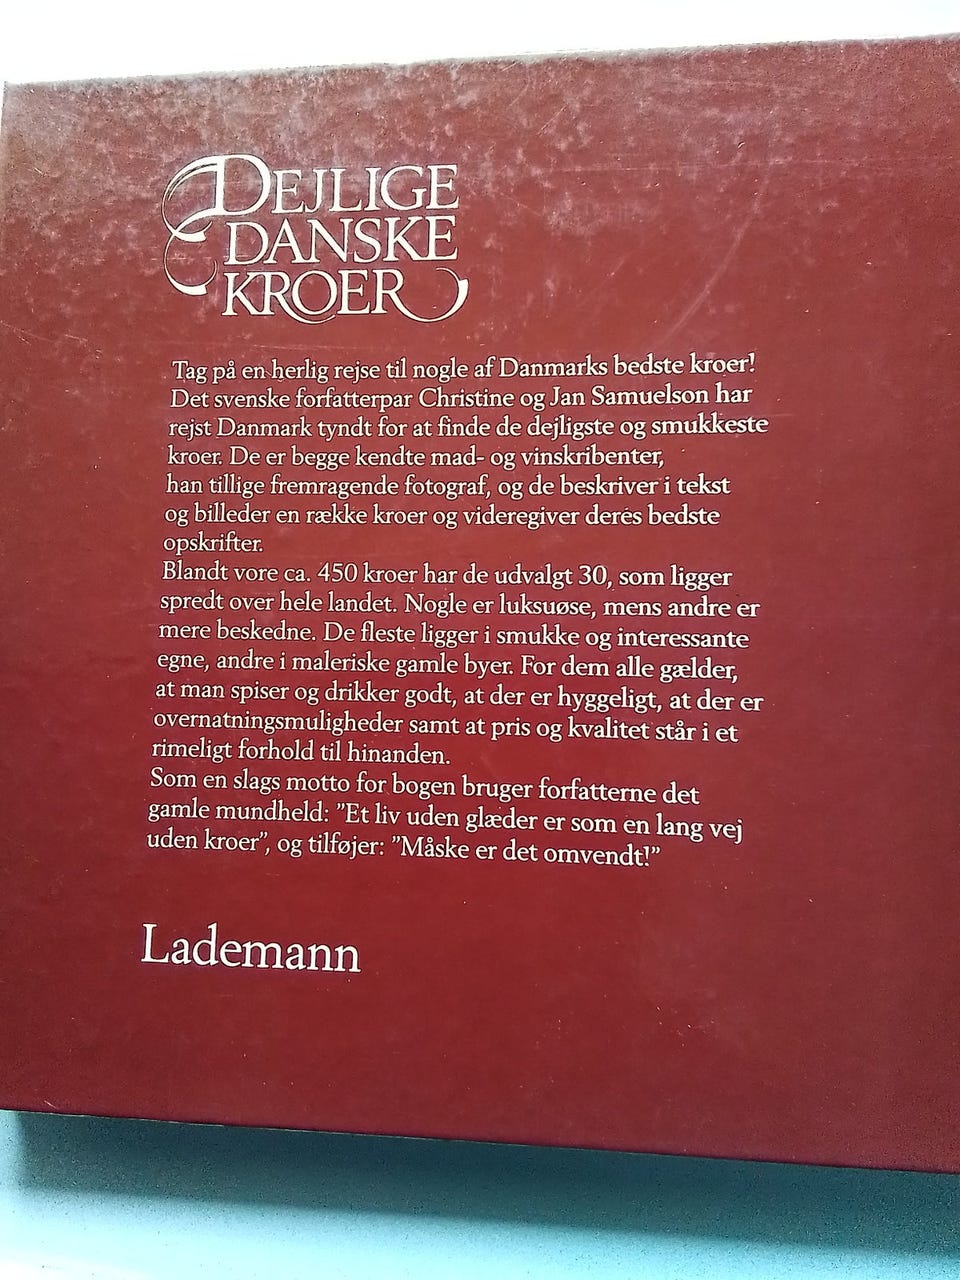 DEJLIGE
DANSKE
KROER
Tag på en herlig rejse til nogle af Danmarks bedste kroer!
Det svenske forfatterpar Christine og Jan Samuelson har
rejst Danmark tyndt for at finde de dejligste og smukkeste
kroer. De er begge kendte mad- og vinskribenter,
han tillige fremragende fotograf, og de beskriver i tekst
og billeder en række kroer og videregiver deres bedste
opskrifter.
Blandt vore ca. 450 kroer har de udvalgt 30, som ligger
spredt over hele landet. Nogle er luksuøse, mens andre er
mere beskedne. De fleste ligger i smukke og interessante
egne, andre i maleriske gamle byer. For dem alle gælder,
at man spiser og drikker godt, at der er hyggeligt, at der er
overnatningsmuligheder samt at pris og kvalitet står i et
rimeligt forhold til hinanden.
Som en slags motto for bogen bruger forfatterne det
gamle mundheld: ”Et liv uden glæder er som en lang vej
uden kroer”, og tilføjer: ”Måske er det omvendt!”
Lademann